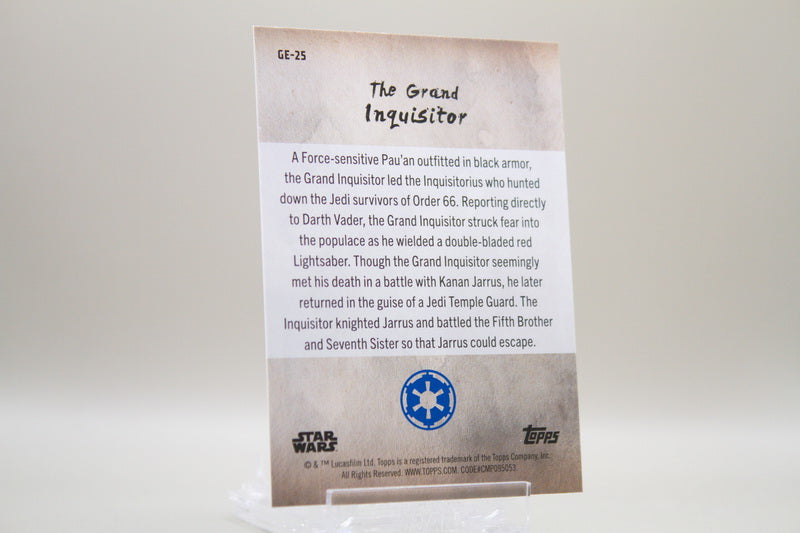 GE-25
The Grand
Inquisitor
A Force-sensitive Pau'an outfitted in black armor,
the Grand Inquisitor led the Inquisitorius who hunted
down the Jedi survivors of Order 66. Reporting directly
to Darth Vader, the Grand Inquisitor struck fear into
the populace as he wielded a double-bladed red
Lightsaber. Though the Grand Inquisitor seemingly
met his death in a battle with Kanan Jarrus, he later
returned in the guise of a Jedi Temple Guard. The
Inquisitor knighted Jarrus and battled the Fifth Brother
and Seventh Sister so that Jarrus could escape.
STAR
WARS
Topps
© & ™ Lucasfilm Ltd. Topps is a registered trademark of the Topps Company, Inc.
All Rights Reserved. WWW.TOPPS.COM. CODE#CMP095053.